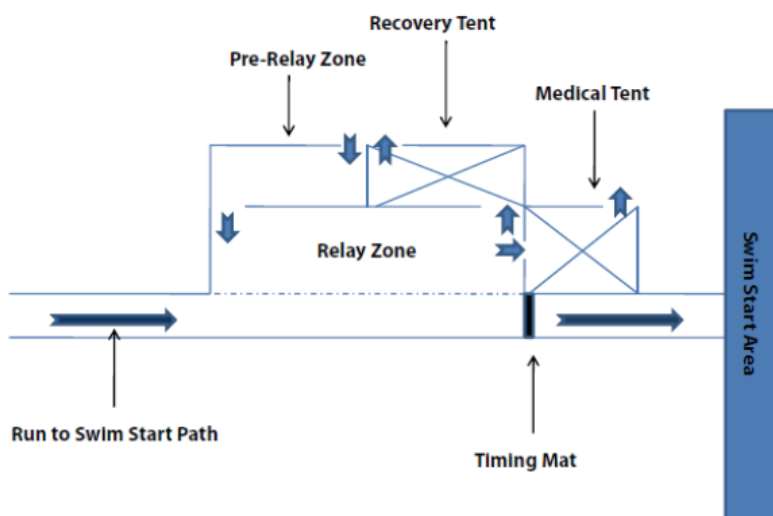 Recovery Tent
Pre-Relay Zone
Medical Tent
Relay Zone
Swim Start Area
Run to Swim Start Path
Timing Mat